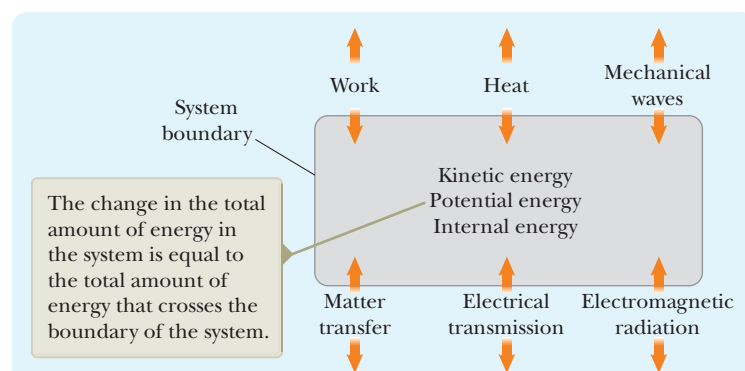 Work
Heat
Mechanical
waves
System
boundary
Kinetic energy
Potential energy
Internal energy
The change in the total
amount of energy in
the system is equal to
the total amount of
energy that crosses the
boundary of the system.
Matter
transfer
Electrical
transmission
Electromagnetic
radiation